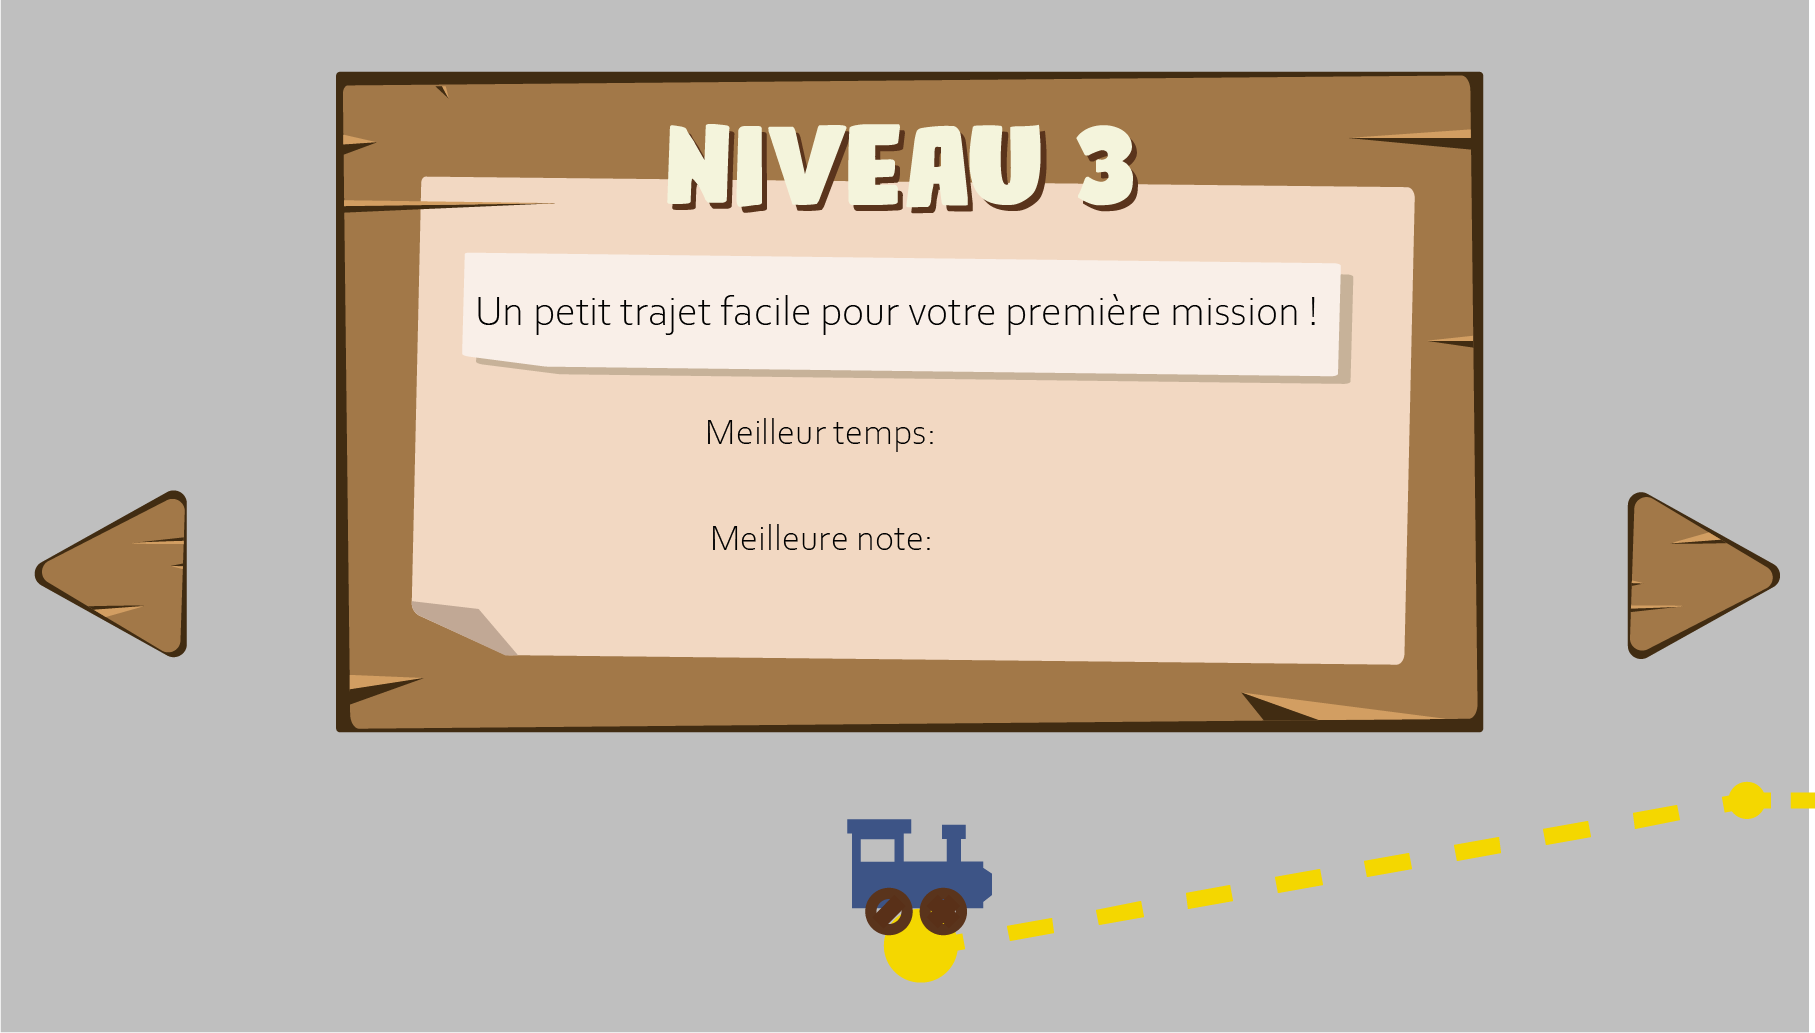 NIVEAU 3
Un petit trajet facile pour votre première mission !
Meilleur temps:
Meilleure note: